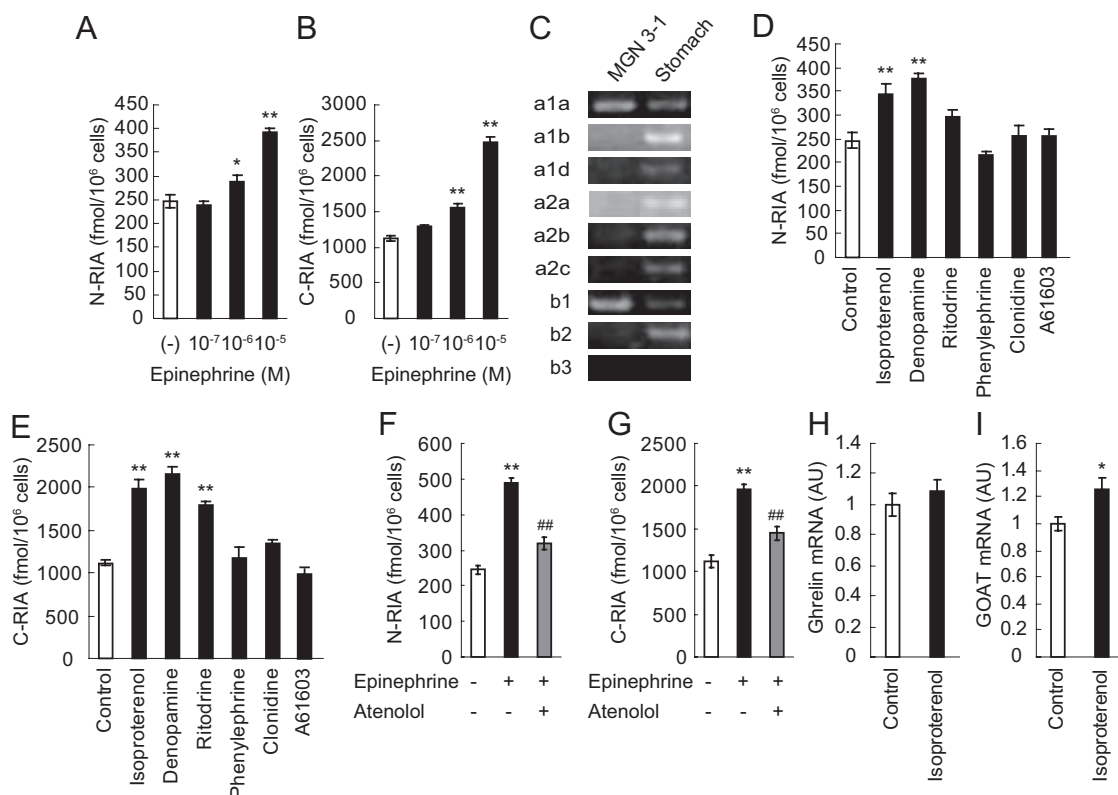 A
N-RIA (fmol/10⁶ cells)
450
400
350
300
250
200
150
100
50
0
*
**
(-) 10⁻⁷ 10⁻⁶ 10⁻⁵
Epinephrine (M)
B
C-RIA (fmol/10⁶ cells)
3000
2500
2000
1500
1000
500
0
**
**
(-) 10⁻⁷ 10⁻⁶ 10⁻⁵
Epinephrine (M)
C
MGN 3-1
Stomach
a1a
a1b
a1d
a2a
a2b
a2c
b1
b2
b3
D
N-RIA (fmol/10⁶ cells)
450
400
350
300
250
200
150
100
50
0
**
**
Control
Isoproterenol
Denopamine
Ritodrine
Phenylephrine
Clonidine
A61603
E
C-RIA (fmol/10⁶ cells)
2500
2000
1500
1000
500
0
**
**
**
Control
Isoproterenol
Denopamine
Ritodrine
Phenylephrine
Clonidine
A61603
F
N-RIA (fmol/10⁶ cells)
600
500
400
300
200
100
0
**
##
Epinephrine - + +
Atenolol - - +
G
C-RIA (fmol/10⁶ cells)
2500
2000
1500
1000
500
0
**
##
Epinephrine - + +
Atenolol - - +
H
Ghrelin mRNA (AU)
1.4
1.2
1
0.8
0.6
0.4
0.2
0
Control
Isoproterenol
I
GOAT mRNA (AU)
1.6
1.4
1.2
1
0.8
0.6
0.4
0.2
0
*
Control
Isoproterenol